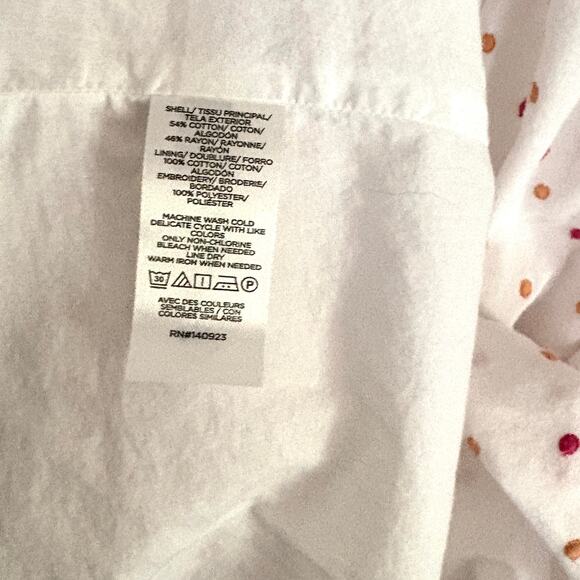 SHELL/ TISSU PRINCIPAL/
TELA EXTERIOR
54% COTTON/ COTON/
ALGODÓN
46% RAYON/ RAYONNE/
RAYÓN
LINING/ DOUBLURE/ FORRO
100% COTTON/ COTON/
ALGODÓN
EMBROIDERY/ BRODERIE/
BORDADO
100% POLYESTER/
POLIÉSTER
MACHINE WASH COLD
DELICATE CYCLE WITH LIKE
COLORS
ONLY NON-CHLORINE
BLEACH WHEN NEEDED
LINE DRY
WARM IRON WHEN NEEDED
30 P
AVEC DES COULEURS
SEMBLABLES / CON
COLORES SIMILARES
RN#140923